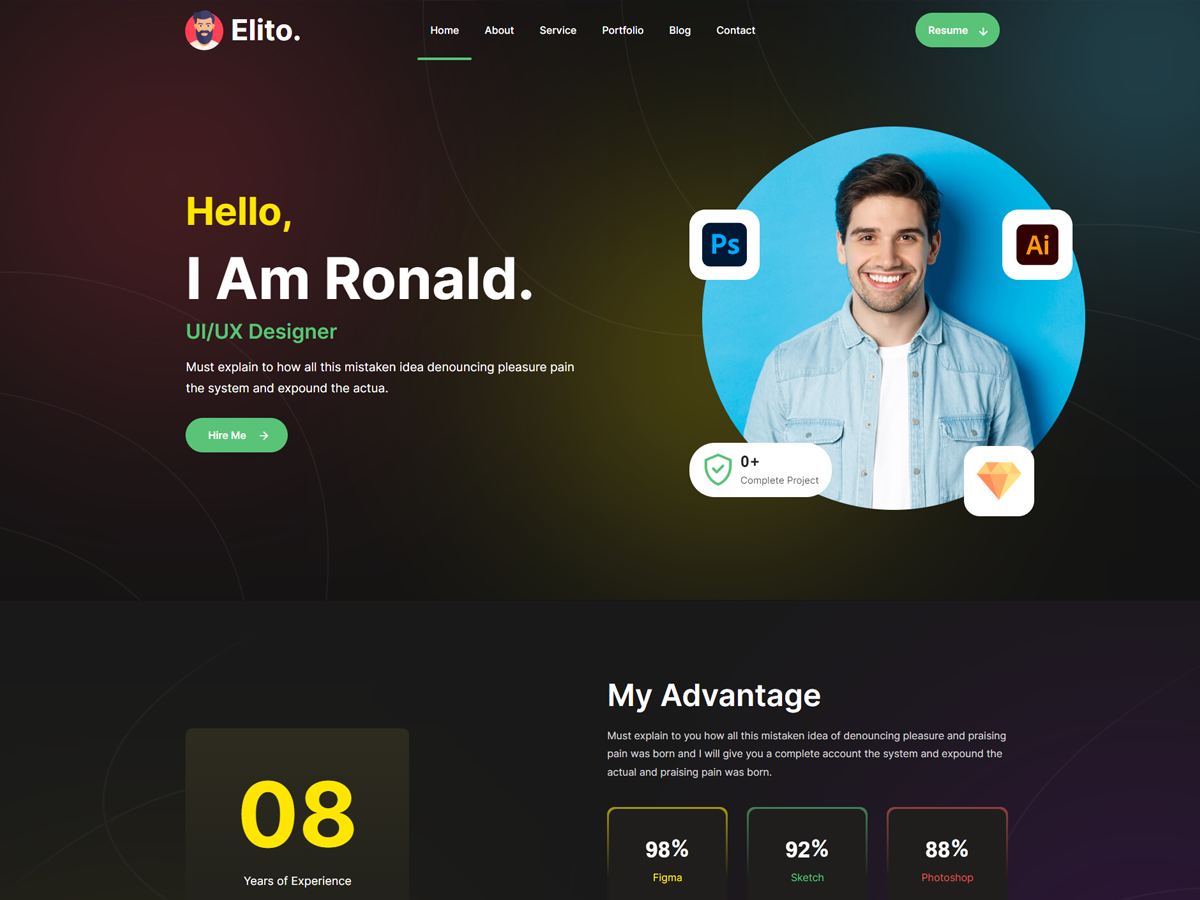 Elito.
Home About Service Portfolio Blog Contact
Resume
Hello,
I Am Ronald.
UI/UX Designer
Must explain to how all this mistaken idea denouncing pleasure pain
the system and expound the actua.
Hire Me
Ps
Ai
0+
Complete Project
My Advantage
Must explain to you how all this mistaken idea of denouncing pleasure and praising
pain was born and I will give you a complete account the system and expound the
actual and praising pain was born.
08
Years of Experience
98% 92% 88%
Figma Sketch Photoshop